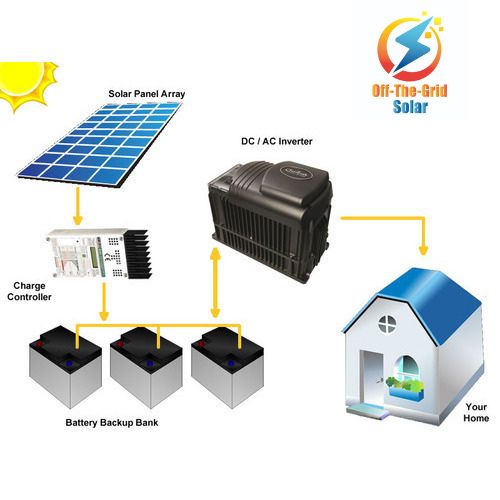 Off-The-Grid
Solar
Solar Panel Array
DC / AC Inverter
Charge
Controller
Battery Backup Bank
Your
Home